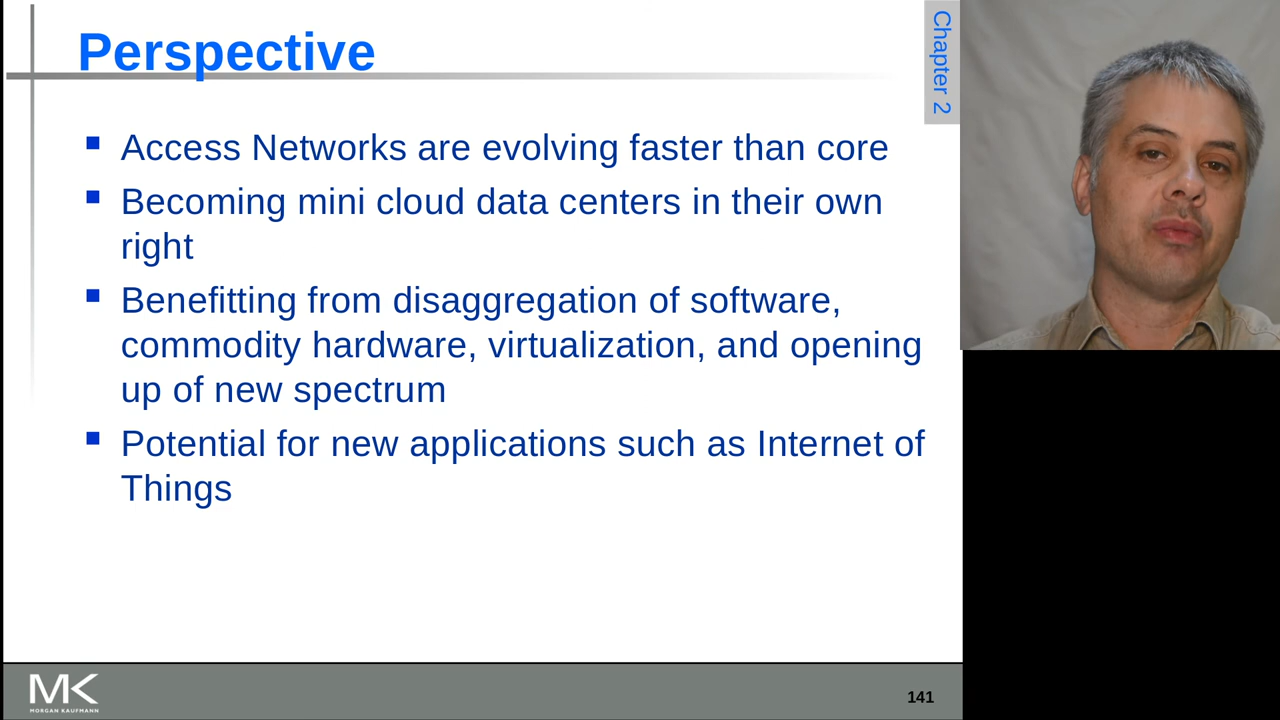 Perspective
Chapter 2
Access Networks are evolving faster than core
Becoming mini cloud data centers in their own
right
Benefitting from disaggregation of software,
commodity hardware, virtualization, and opening
up of new spectrum
Potential for new applications such as Internet of
Things
MK
MORGAN KAUFMANN
141